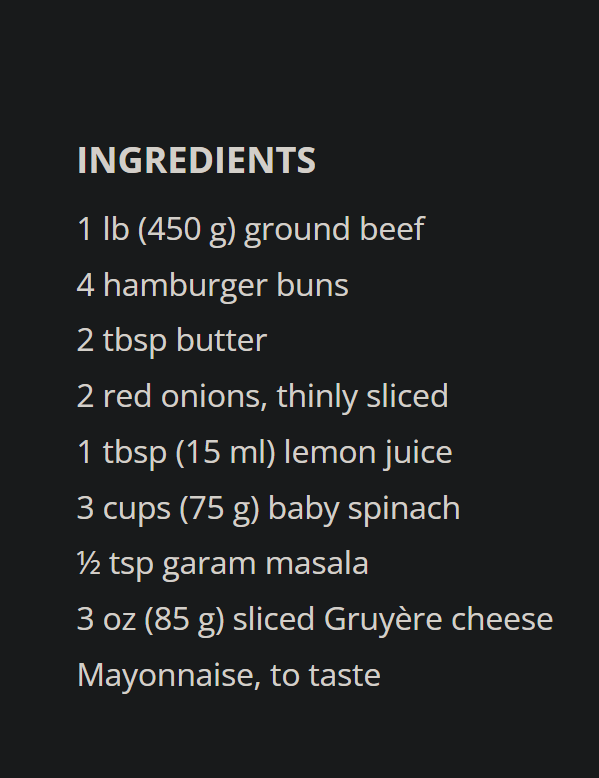 INGREDIENTS
1 lb (450 g) ground beef
4 hamburger buns
2 tbsp butter
2 red onions, thinly sliced
1 tbsp (15 ml) lemon juice
3 cups (75 g) baby spinach
½ tsp garam masala
3 oz (85 g) sliced Gruyère cheese
Mayonnaise, to taste